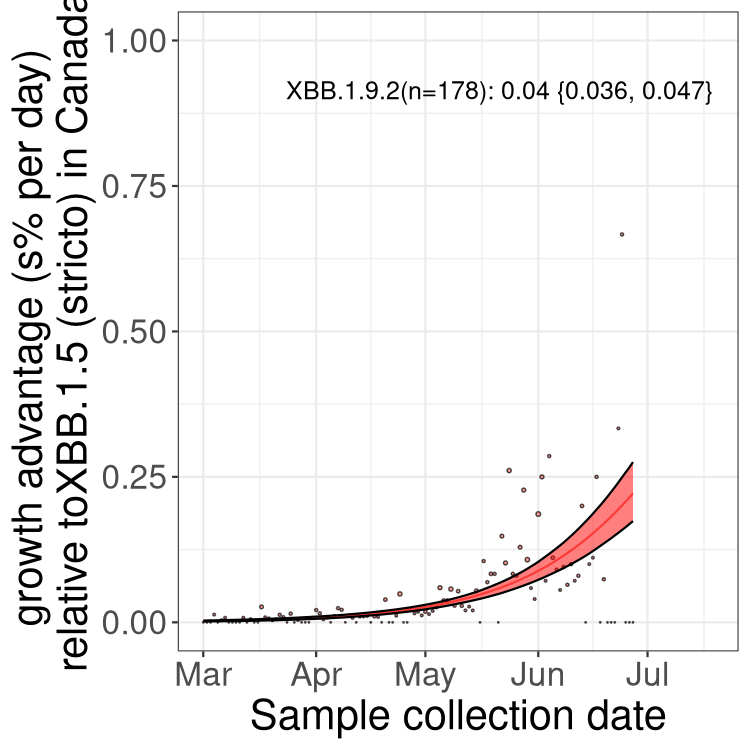 growth advantage (s% per day)
relative toXBB.1.5 (stricto) in Canada
1.00
0.75
0.50
0.25
0.00
XBB.1.9.2(n=178): 0.04 {0.036, 0.047}
Mar Apr May Jun Jul
Sample collection date